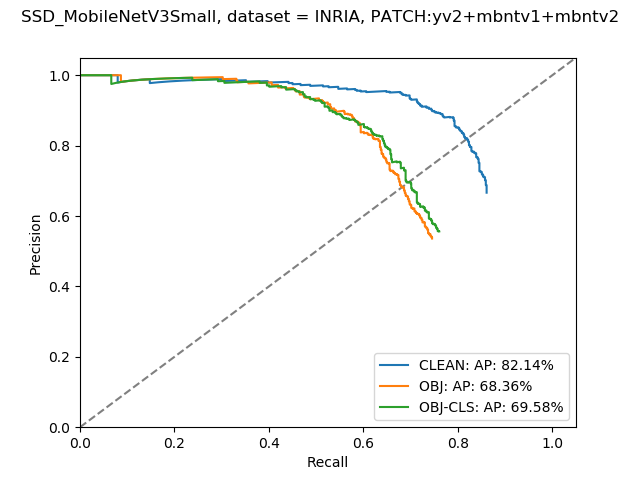 SSD_MobileNetV3Small, dataset = INRIA, PATCH:yv2+mbntv1+mbntv2
1.0
0.8
0.6
0.4
0.2
0.0
Precision
0.0 0.2 0.4 0.6 0.8 1.0
Recall
CLEAN: AP: 82.14%
OBJ: AP: 68.36%
OBJ-CLS: AP: 69.58%